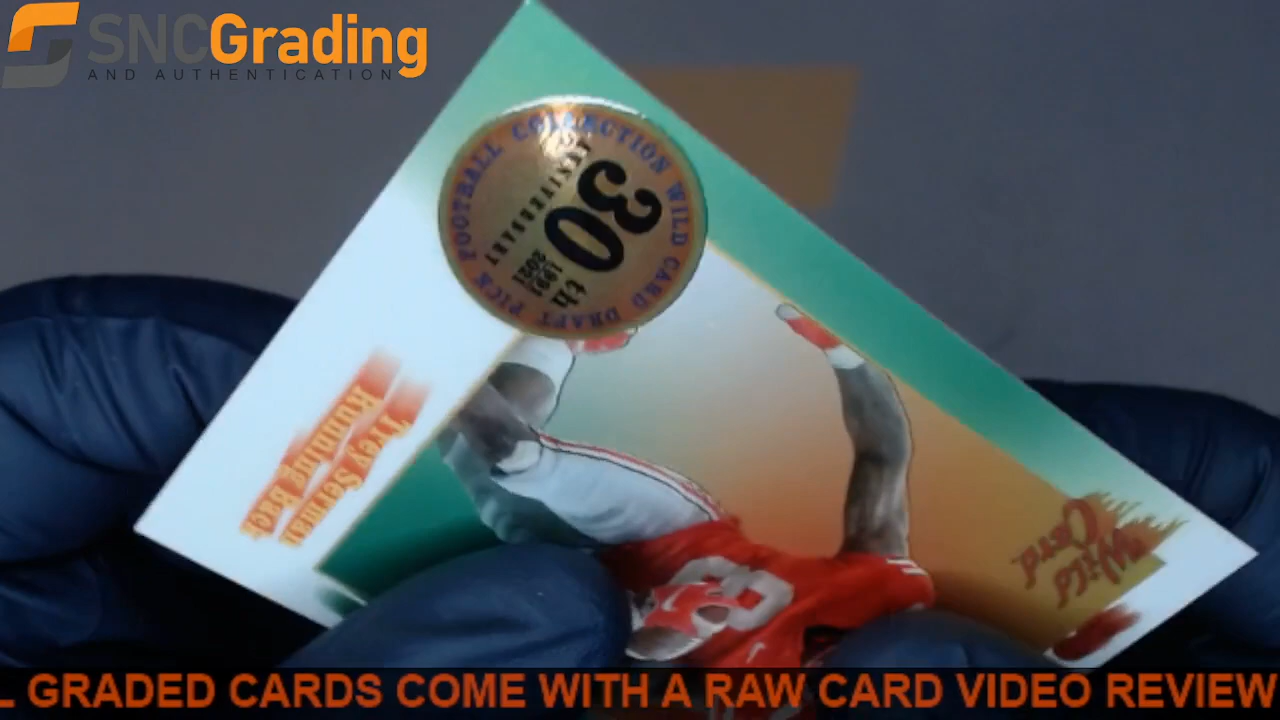 SNCGrading
AND AUTHENTICATION
WILD CARD DRAFT PICK FOOTBALL COLLECTION
30th
ANNIVERSARY
1991
2021
Trey Sermon
Running Back
Wild
Card
L GRADED CARDS COME WITH A RAW CARD VIDEO REVIEW